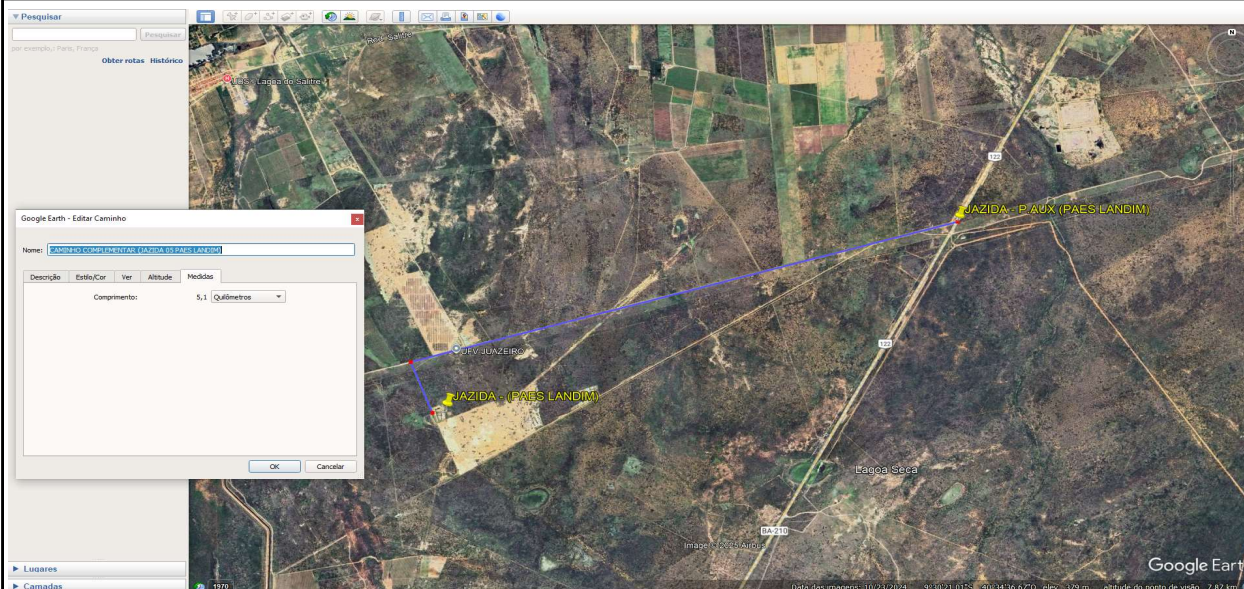 Pesquisar
Pesquisar
por exemplo,: Paris, França
Obter rotas Histórico
UBS - Lagoa do Salitre
122
JAZIDA - P.AUX (PAES LANDIM)
Google Earth - Editar Caminho
Nome: CAMINHO COMPLEMENTAR (JAZIDA 05 PAES LANDIM)
Descrição Estilo/Cor Ver Altitude Medidas
Comprimento: 5,1 Quilômetros
122
UFV-JUAZEIRO
JAZIDA - (PAES LANDIM)
OK Cancelar
Lagoa Seca
BA-210
Imagery ©2025 Airbus
Google Eart
Lugares
Camadas
1970
Data das imagens: 10/23/2024 9°30'21.01"S 40°34'36.67"O elev 379 m altitude do ponto de visão 7.87 km